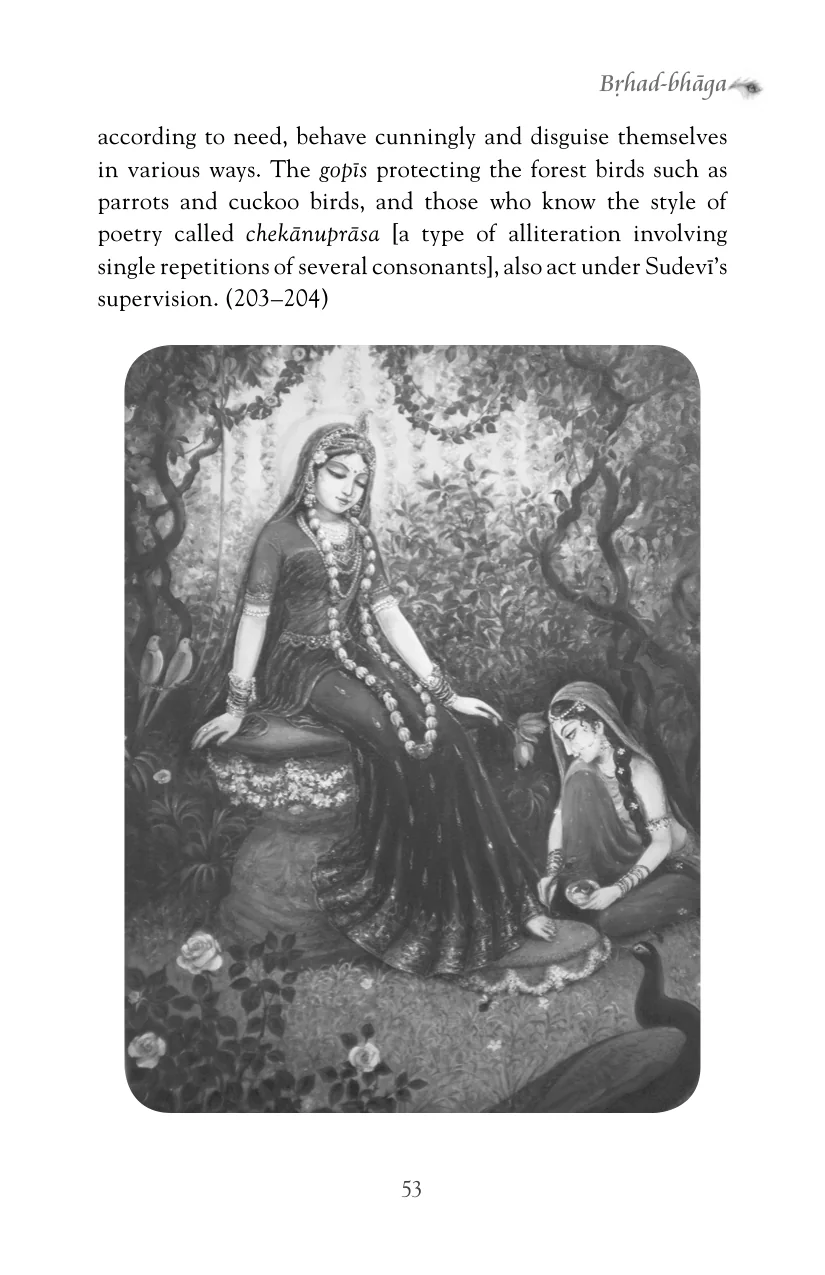 Bṛhad-bhāga
according to need, behave cunningly and disguise themselves
in various ways. The gopīs protecting the forest birds such as
parrots and cuckoo birds, and those who know the style of
poetry called chekānuprāsa [a type of alliteration involving
single repetitions of several consonants], also act under Sudevī’s
supervision. (203–204)
53